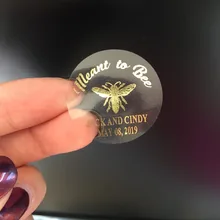 Meant to Bee
AND CINDY
MAY 08, 2019